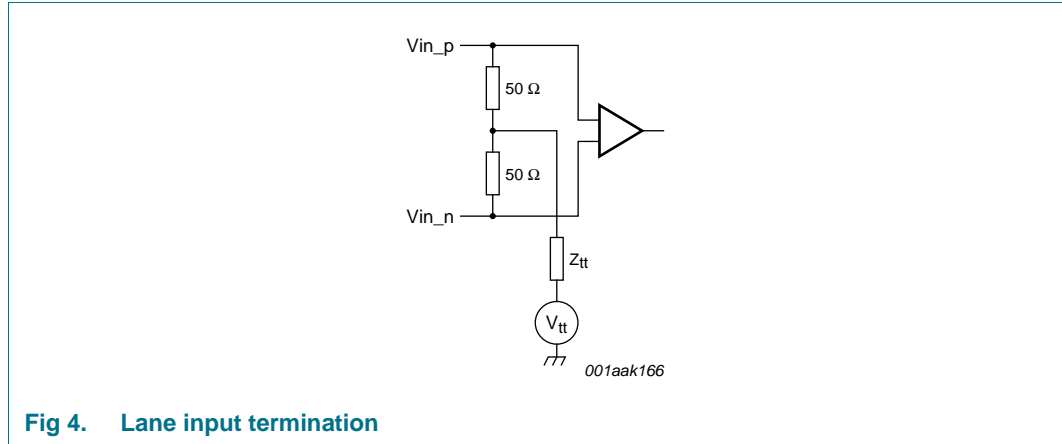 Vin_p
50 Ω
50 Ω
Vin_n
Ztt
Vtt
001aak166
Fig 4. Lane input termination